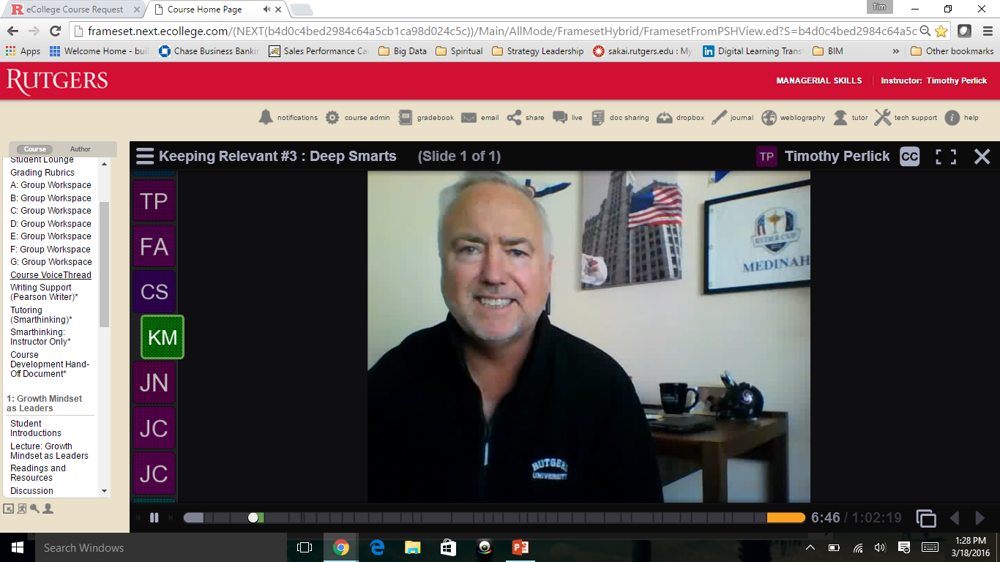 eCollege Course Request
Course Home Page
Tim
frameset.next.ecollege.com/(NEXT(b4d0c4bed2984c64a5cb1ca98d024c5c))/Main/AllMode/FramesetHybrid/FramesetFromPSHView.ed?S=b4d0c4bed2984c64a5c
Apps
Welcome Home - buil
Chase Business Bankin
Sales Performance Ca
Big Data
Spiritual
Strategy Leadership
sakai.rutgers.edu : My
Digital Learning Trans
BIM
»
Other bookmarks
RUTGERS
MANAGERIAL SKILLS
Instructor: Timothy Perlick
notifications
course admin
gradebook
email
share
live
doc sharing
dropbox
journal
webliography
tutor
tech support
help
Course
Author
Student Lounge
Grading Rubrics
A: Group Workspace
B: Group Workspace
C: Group Workspace
D: Group Workspace
E: Group Workspace
F: Group Workspace
G: Group Workspace
Course VoiceThread
Writing Support
(Pearson Writer)*
Tutoring
(Smarthinking)*
Smarthinking:
Instructor Only*
Course
Development Hand-
Off Document*
1: Growth Mindset
as Leaders
Student
Introductions
Lecture: Growth
Mindset as Leaders
Readings and
Resources
Discussion
Keeping Relevant #3 : Deep Smarts (Slide 1 of 1)
TP
Timothy Perlick
CC
TP
FA
CS
KM
JN
JC
JC
RYDER CUP
MEDINAH
RUTGERS
UNIVERSITY
6:46 / 1:02:19
Search Windows
1:28 PM
3/18/2016